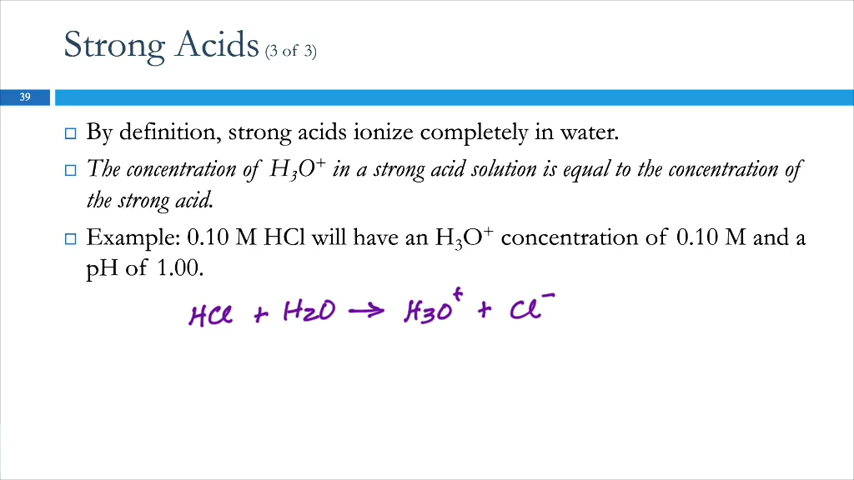 Strong Acids (3 of 3)
39
By definition, strong acids ionize completely in water.
The concentration of H₃O⁺ in a strong acid solution is equal to the concentration of
the strong acid.
Example: 0.10 M HCl will have an H₃O⁺ concentration of 0.10 M and a
pH of 1.00.
HCl + H2O → H3O⁺ + Cl⁻